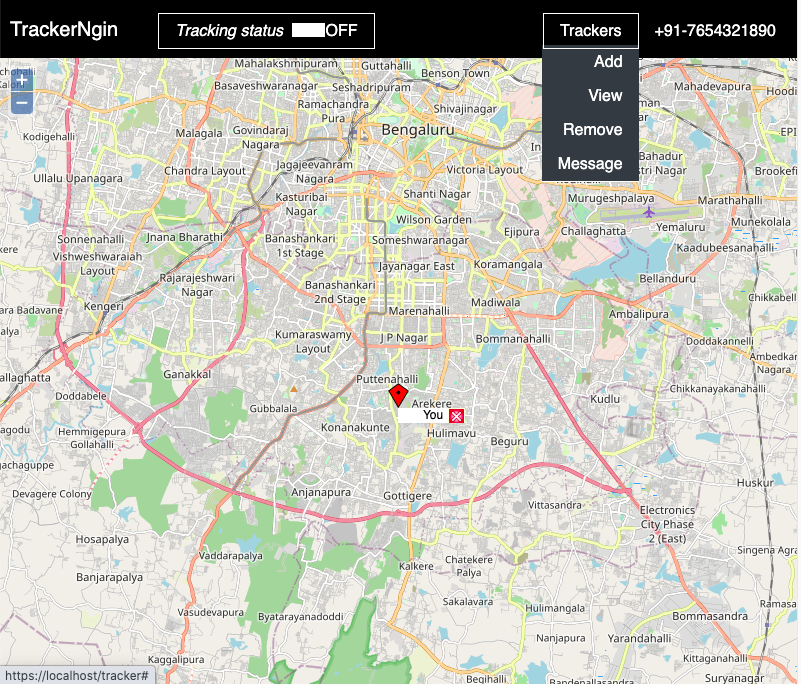 TrackerNgin
Tracking status OFF
Trackers
+91-7654321890
Add
View
Remove
Message
+
−
Mahalakshmipuram
Guttahalli
Benson Town
Basaveshwaranagar
Seshadripuram
Mahadevapura
Hoodi
Ramachandra
Pura
Shivajinagar
Kodigehalli
Malagala
Govindaraj
Nagara
Bengaluru
EPI
Jagajeevanram
Nagara
Bahadur
stri Nagar
Chandra Layout
Victoria Layout
Brookefi
Ullalu Upanagara
Kasturibai
Nagar
Shanti Nagar
Murugeshpalaya
Marathahalli
Wilson Garden
Munekolala
Sonnenahalli
Jnana Bharathi
Banashankari
1st Stage
Someshwaranagar
Ejipura
Challaghatta
Yemaluru
Kaadubeesanahalli
Vishweshwaraiah
Layout
Jayanagar East
Koramangala
Rajarajeshwari
Nagar
Bellanduru
Banashankari
2nd Stage
Kengeri
Madiwala
Chikkabell
ara Badavane
Marenahalli
Ambalipura
Kumaraswamy
Layout
J P Nagar
Bommanahalli
Doddakannelli
Ambedkar
Nagara
allaghatta
Ganakkal
Puttenahalli
Chikkanayakanahalli
Doddabele
Gubbalala
Arekere
Kudlu
You
agodu
Hemmigepura
Gollahalli
Konanakunte
Hulimavu
Beguru
gachaguppe
Huskur
Devagere Colony
Anjanapura
Gottigere
Vittasandra
Electronics
City Phase
2 (East)
Hosapalya
Vaddarapalya
Singena Agra
Kalkere
Chatekere
Palya
Banjarapalya
Sakalavara
Hulimangala
Ramasa
Vasudevapura
Byatarayanadoddi
Bommasandra
Nanjapura
Yarandahalli
Kaggalipura
Kittaganahalli
https://localhost/tracker#
Begihalli
Bandenallasandra
Suryanagar